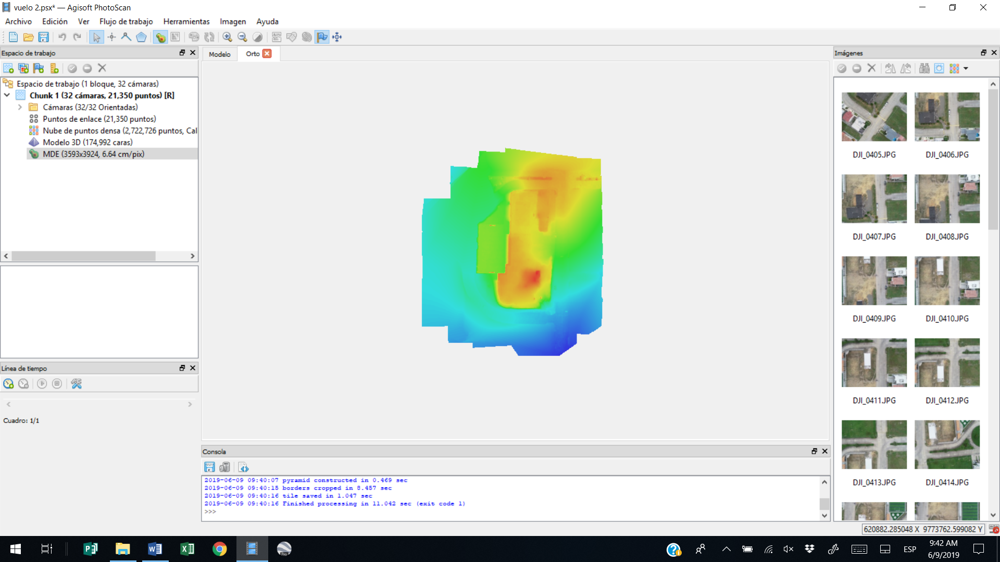 vuelo 2.psx* — Agisoft PhotoScan
Archivo Edición Ver Flujo de trabajo Herramientas Imagen Ayuda
Espacio de trabajo
Espacio de trabajo (1 bloque, 32 cámaras)
Chunk 1 (32 cámaras, 21,350 puntos) [R]
Cámaras (32/32 Orientadas)
Puntos de enlace (21,350 puntos)
Nube de puntos densa (2,722,726 puntos, Cal
Modelo 3D (174,992 caras)
MDE (3593x3924, 6.64 cm/pix)
Línea de tiempo
Cuadro: 1/1
Modelo Orto
Consola
2019-06-09 09:40:07 pyramid constructed in 0.469 sec
2019-06-09 09:40:15 borders cropped in 8.457 sec
2019-06-09 09:40:16 tile saved in 1.047 sec
2019-06-09 09:40:16 Finished processing in 11.042 sec (exit code 1)
>>>
Imágenes
DJI_0405.JPG DJI_0406.JPG
DJI_0407.JPG DJI_0408.JPG
DJI_0409.JPG DJI_0410.JPG
DJI_0411.JPG DJI_0412.JPG
DJI_0413.JPG DJI_0414.JPG
620882.285048 X 9773762.599082 Y
ESP
9:42 AM
6/9/2019